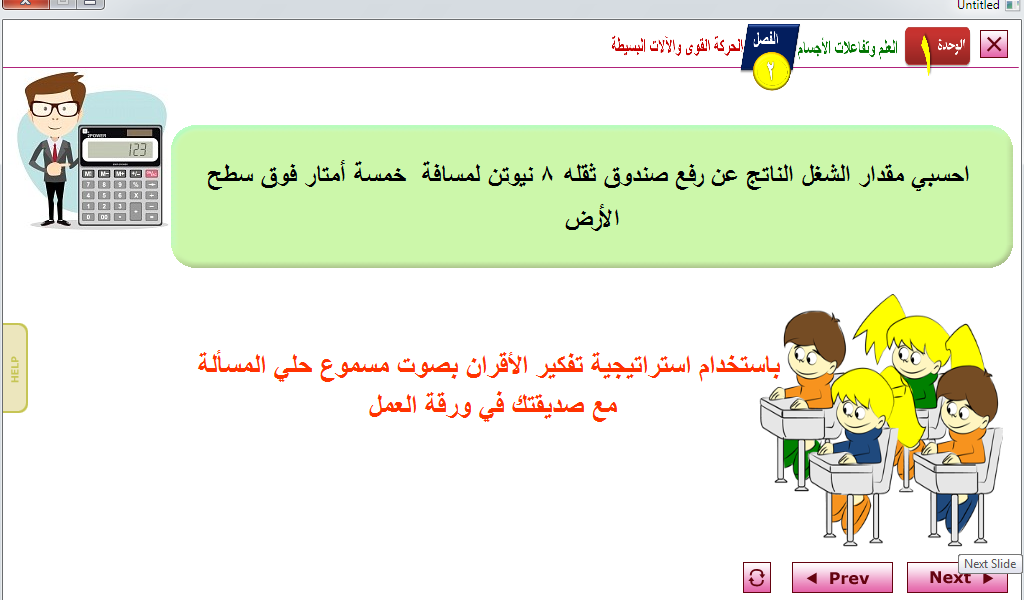 Untitled
الوحدة
١
العلم وتفاعلات الأجسام
الفصل
٢
الحركة القوى والآلات البسيطة
2POWER
123
احسبي مقدار الشغل الناتج عن رفع صندوق ثقله ٨ نيوتن لمسافة خمسة أمتار فوق سطح
الأرض
HELP
باستخدام استراتيجية تفكير الأقران بصوت مسموع حلي المسألة
مع صديقتك في ورقة العمل
Prev
Next
Next Slide